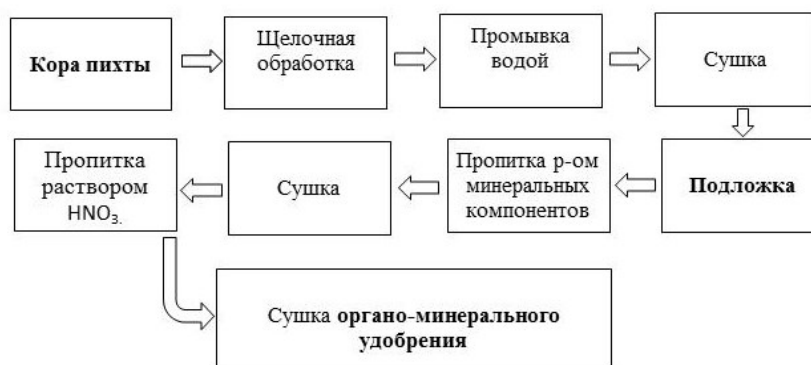 Кора пихты
Щелочная
обработка
Промывка
водой
Сушка
Подложка
Пропитка р-ом
минеральных
компонентов
Сушка
Пропитка
раствором
HNO₃.
Сушка органо-минерального
удобрения